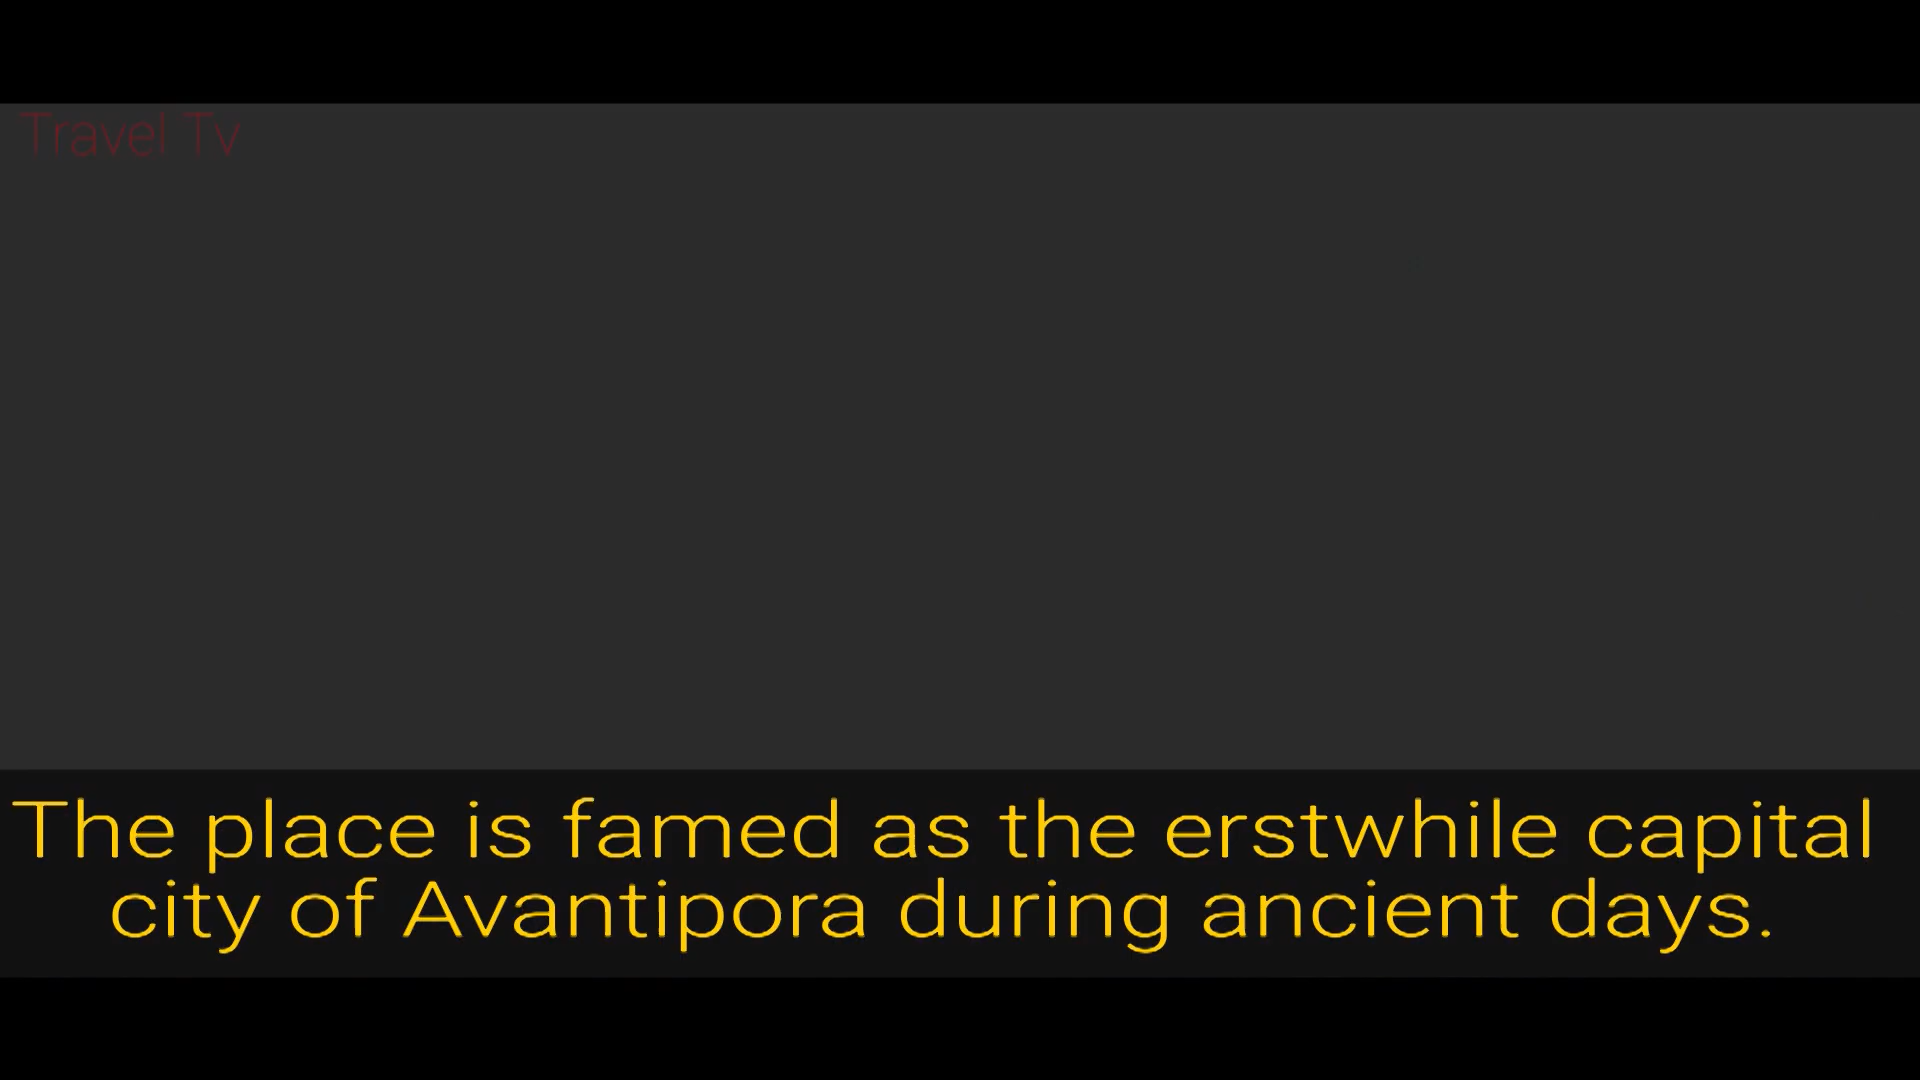 Travel Tv
The place is famed as the erstwhile capital
city of Avantipora during ancient days.